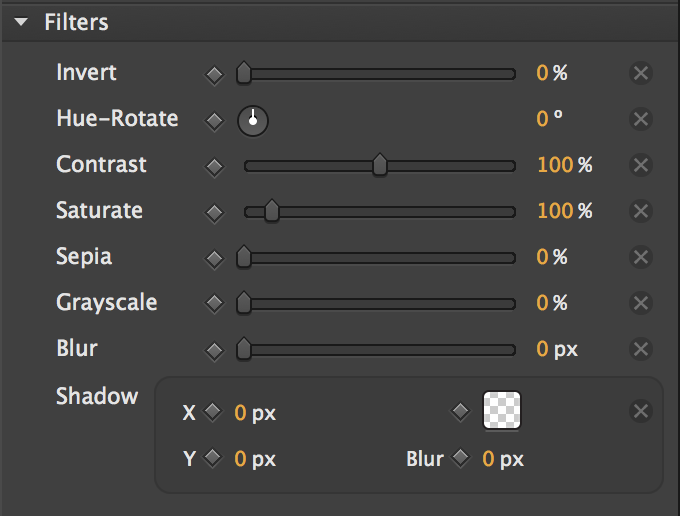 Filters
Invert 0 %
Hue-Rotate 0 °
Contrast 100 %
Saturate 100 %
Sepia 0 %
Grayscale 0 %
Blur 0 px
Shadow
X 0 px
Y 0 px Blur 0 px